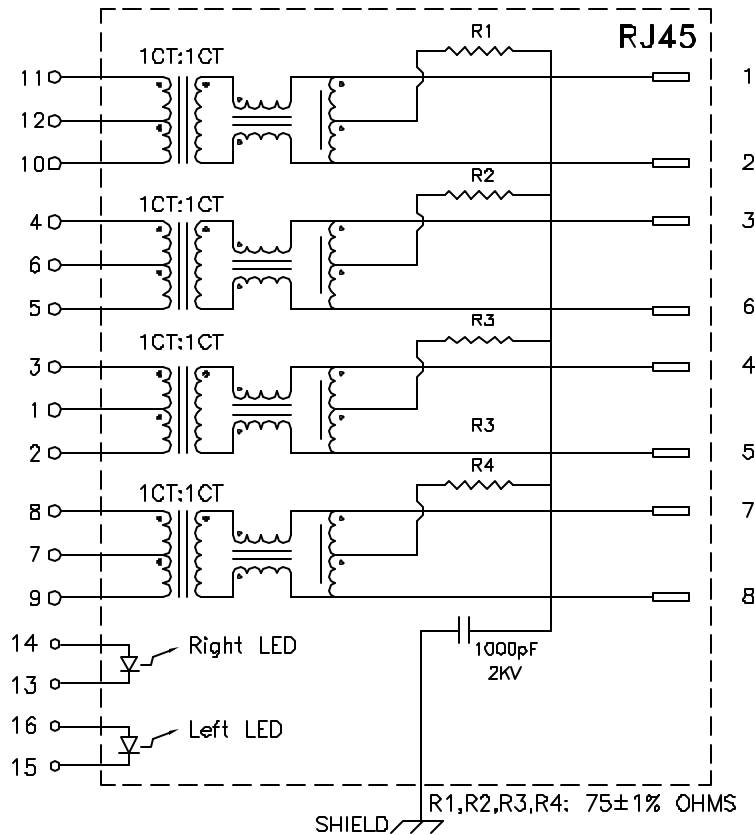 R1
RJ45
1CT:1CT
11
1
12
10
2
R2
1CT:1CT
4
3
6
5
6
R3
1CT:1CT
3
4
1
R3
2
5
R4
1CT:1CT
8
7
7
9
8
14
Right LED
1000pF
13
2KV
16
Left LED
15
R1,R2,R3,R4: 75±1% OHMS
SHIELD